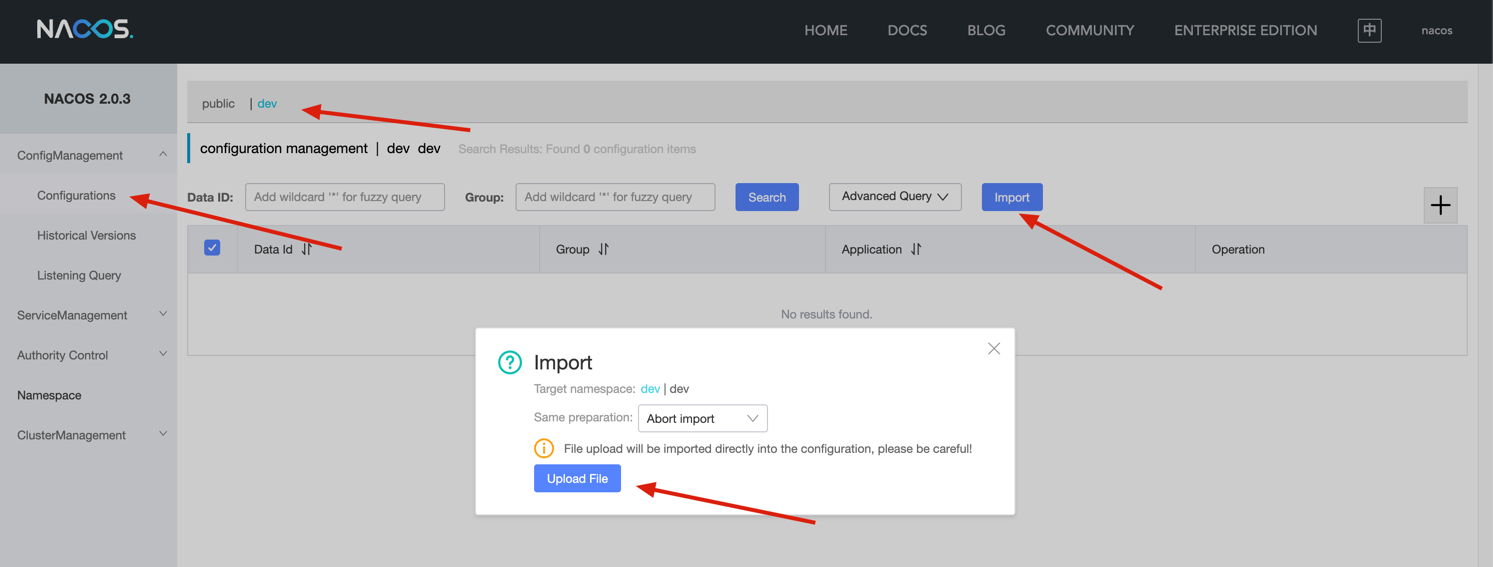 NACOS. HOME DOCS BLOG COMMUNITY ENTERPRISE EDITION 中 nacos
NACOS 2.0.3
ConfigManagement
Configurations
Historical Versions
Listening Query
ServiceManagement
Authority Control
Namespace
ClusterManagement
public | dev
configuration management | dev dev Search Results: Found 0 configuration items
Data ID: Add wildcard '*' for fuzzy query Group: Add wildcard '*' for fuzzy query Search Advanced Query Import
Data Id Group Application Operation
No results found.
Import
Target namespace: dev | dev
Same preparation: Abort import
File upload will be imported directly into the configuration, please be careful!
Upload File